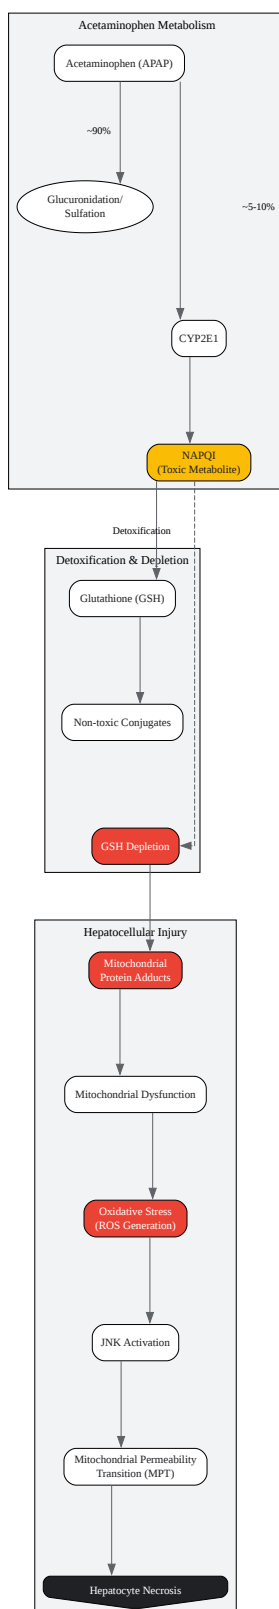 Acetaminophen Metabolism
Acetaminophen (APAP)
~90%
Glucuronidation/
Sulfation
~5-10%
CYP2E1
NAPQI
(Toxic Metabolite)
Detoxification
Detoxification & Depletion
Glutathione (GSH)
Non-toxic Conjugates
GSH Depletion
Hepatocellular Injury
Mitochondrial
Protein Adducts
Mitochondrial Dysfunction
Oxidative Stress
(ROS Generation)
JNK Activation
Mitochondrial Permeability
Transition (MPT)
Hepatocyte Necrosis